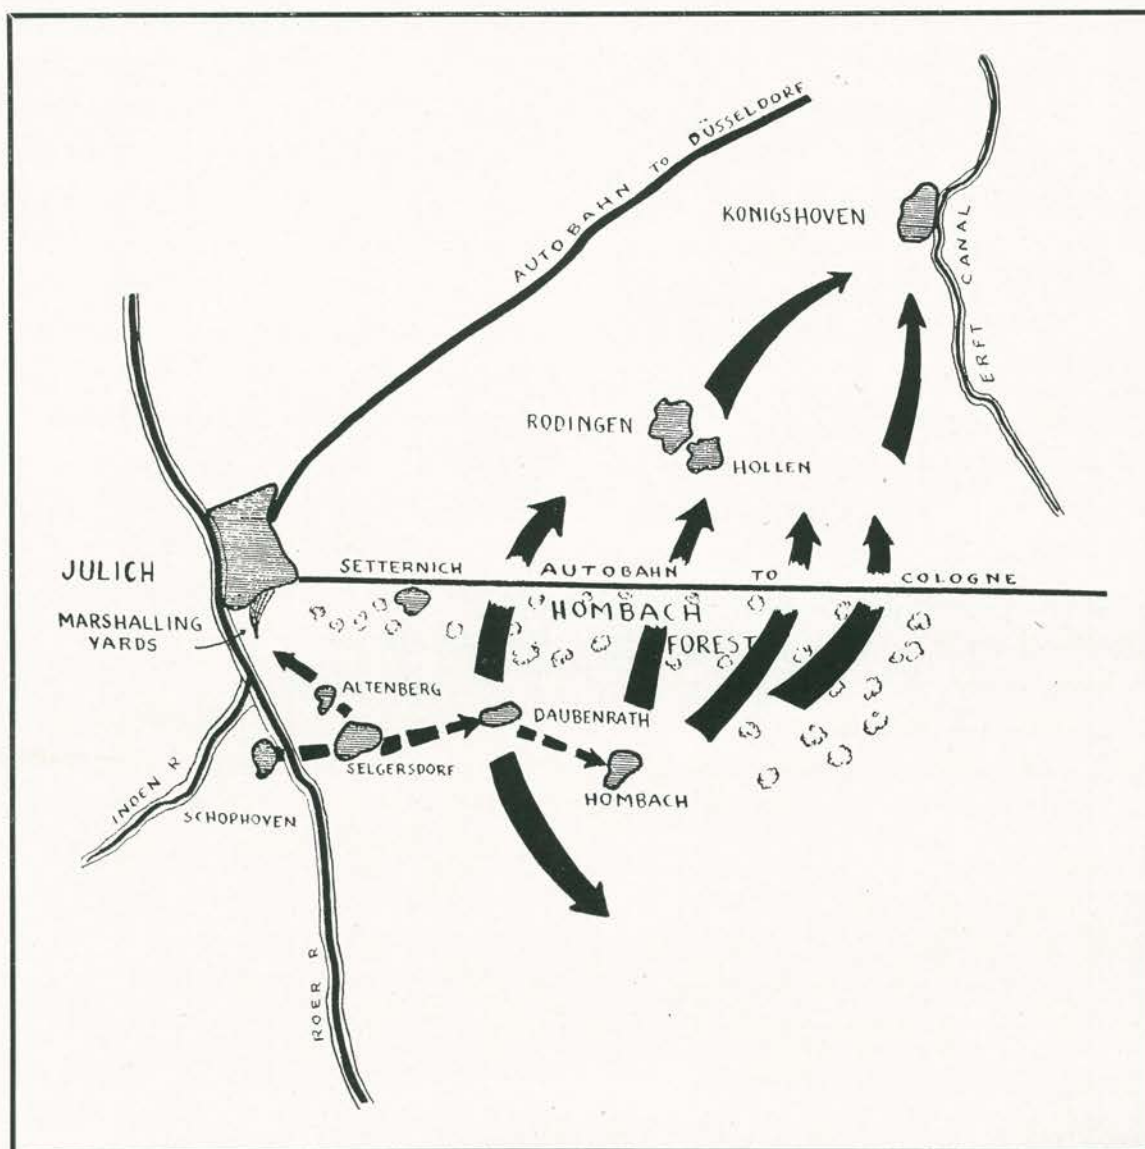 AUTOBAHN TO DÜSSELDORF
KONIGSHOVEN
ERFT CANAL
RODINGEN
HOLLEN
JULICH
SETTERNICH
AUTOBAHN TO COLOGNE
HOMBACH
FOREST
MARSHALLING
YARDS
ALTENBERG
DAUBENRATH
SELGERSDORF
HOMBACH
INDEN R
SCHOPHOVEN
ROER R